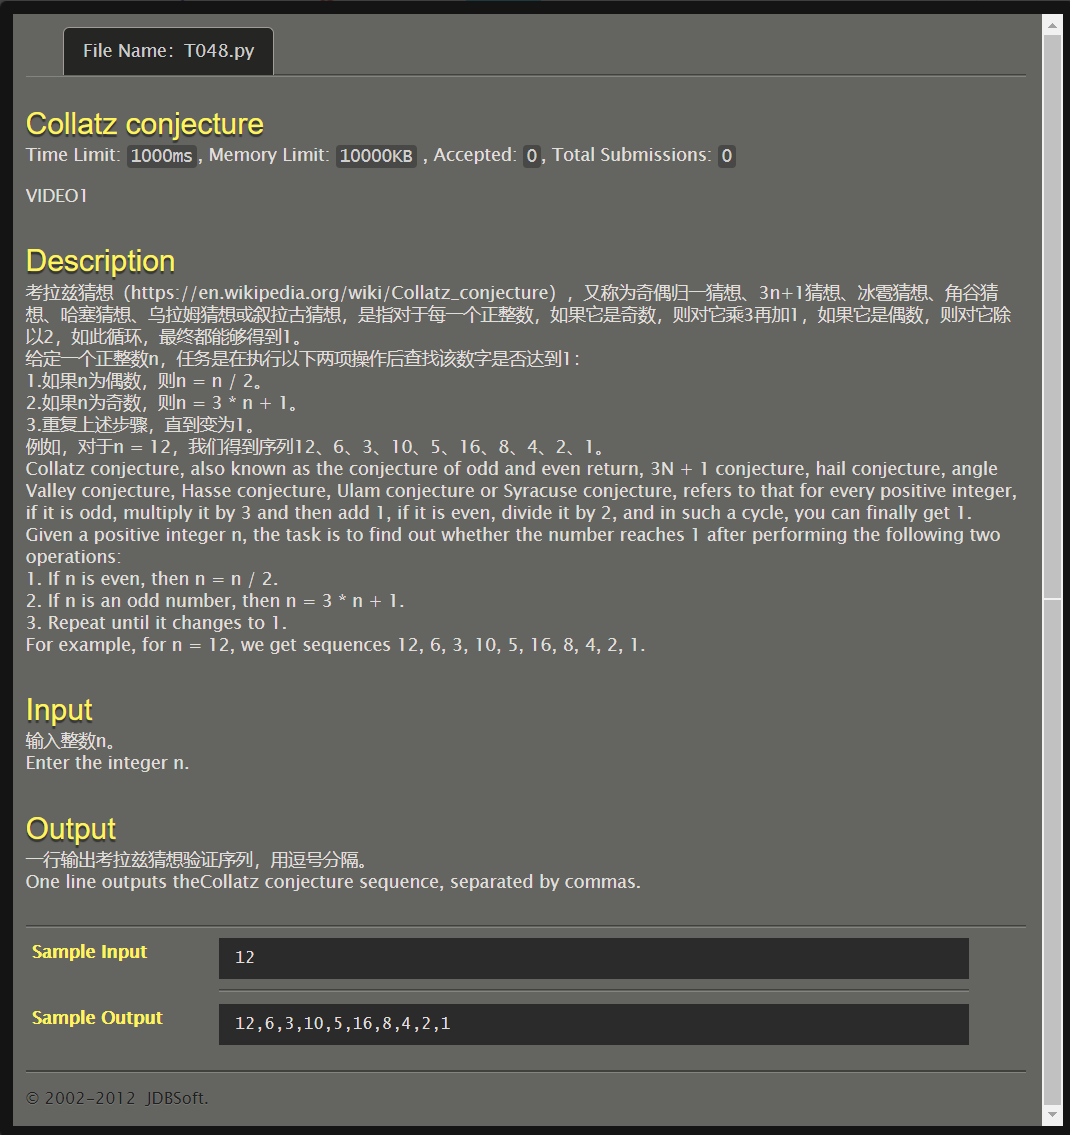 File Name：T048.py
Collatz conjecture
Time Limit: 1000ms, Memory Limit: 10000KB , Accepted: 0, Total Submissions: 0
VIDEO1
Description
考拉兹猜想（https://en.wikipedia.org/wiki/Collatz_conjecture），又称为奇偶归一猜想、3n+1猜想、冰雹猜想、角谷猜
想、哈塞猜想、乌拉姆猜想或叙拉古猜想，是指对于每一个正整数，如果它是奇数，则对它乘3再加1，如果它是偶数，则对它除
以2，如此循环，最终都能够得到1。
给定一个正整数n，任务是在执行以下两项操作后查找该数字是否达到1：
1.如果n为偶数，则n = n / 2。
2.如果n为奇数，则n = 3 * n + 1。
3.重复上述步骤，直到变为1。
例如，对于n = 12，我们得到序列12、6、3、10、5、16、8、4、2、1。
Collatz conjecture, also known as the conjecture of odd and even return, 3N + 1 conjecture, hail conjecture, angle
Valley conjecture, Hasse conjecture, Ulam conjecture or Syracuse conjecture, refers to that for every positive integer,
if it is odd, multiply it by 3 and then add 1, if it is even, divide it by 2, and in such a cycle, you can finally get 1.
Given a positive integer n, the task is to find out whether the number reaches 1 after performing the following two
operations:
1. If n is even, then n = n / 2.
2. If n is an odd number, then n = 3 * n + 1.
3. Repeat until it changes to 1.
For example, for n = 12, we get sequences 12, 6, 3, 10, 5, 16, 8, 4, 2, 1.
Input
输入整数n。
Enter the integer n.
Output
一行输出考拉兹猜想验证序列，用逗号分隔。
One line outputs theCollatz conjecture sequence, separated by commas.
Sample Input
12
Sample Output
12,6,3,10,5,16,8,4,2,1
© 2002-2012 JDBSoft.